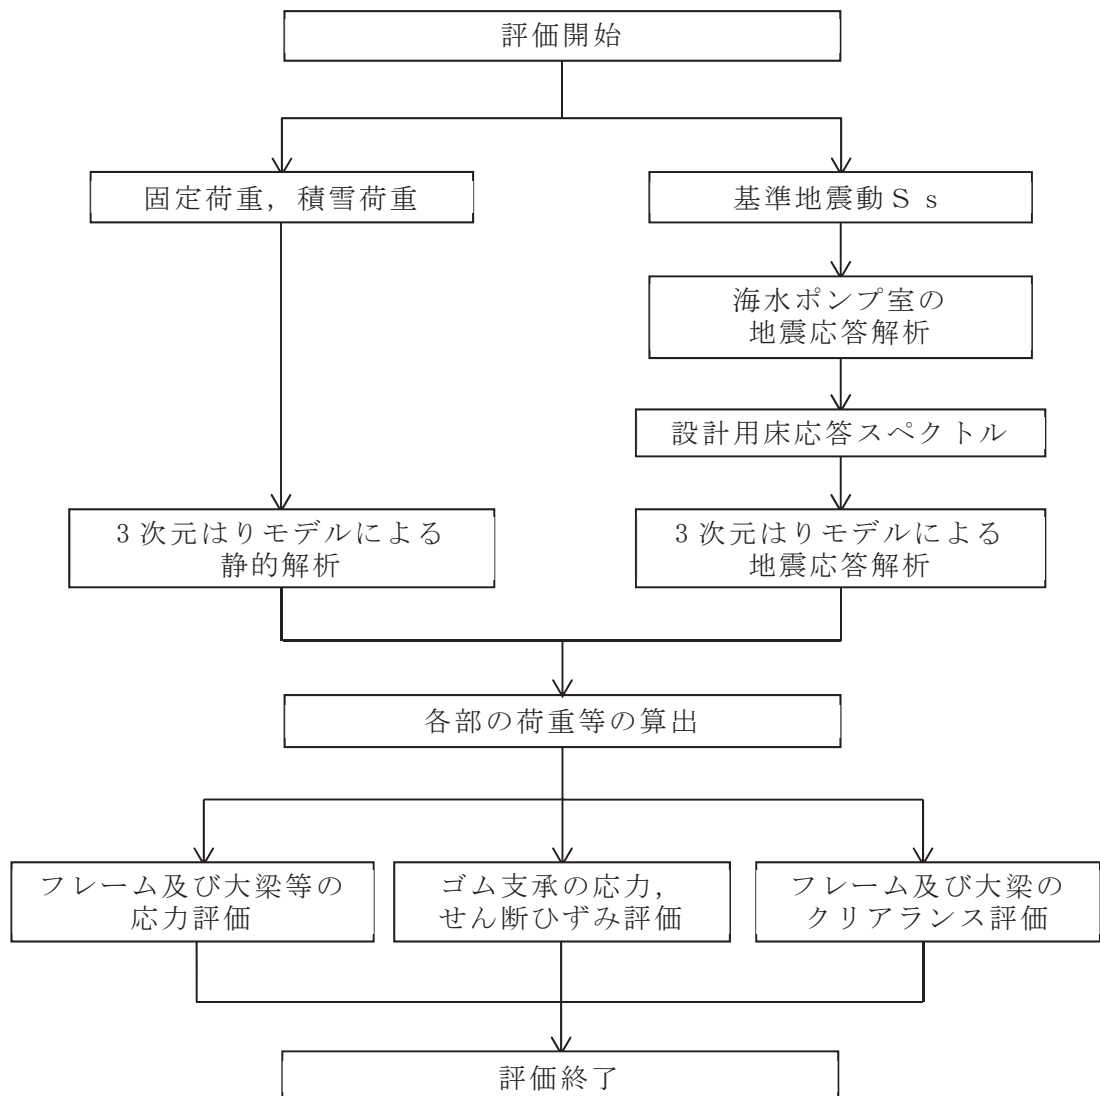 評価開始
固定荷重，積雪荷重
基準地震動Ｓｓ
海水ポンプ室の
地震応答解析
設計用床応答スペクトル
３次元はりモデルによる
静的解析
３次元はりモデルによる
地震応答解析
各部の荷重等の算出
フレーム及び大梁等の
応力評価
ゴム支承の応力，
せん断ひずみ評価
フレーム及び大梁の
クリアランス評価
評価終了